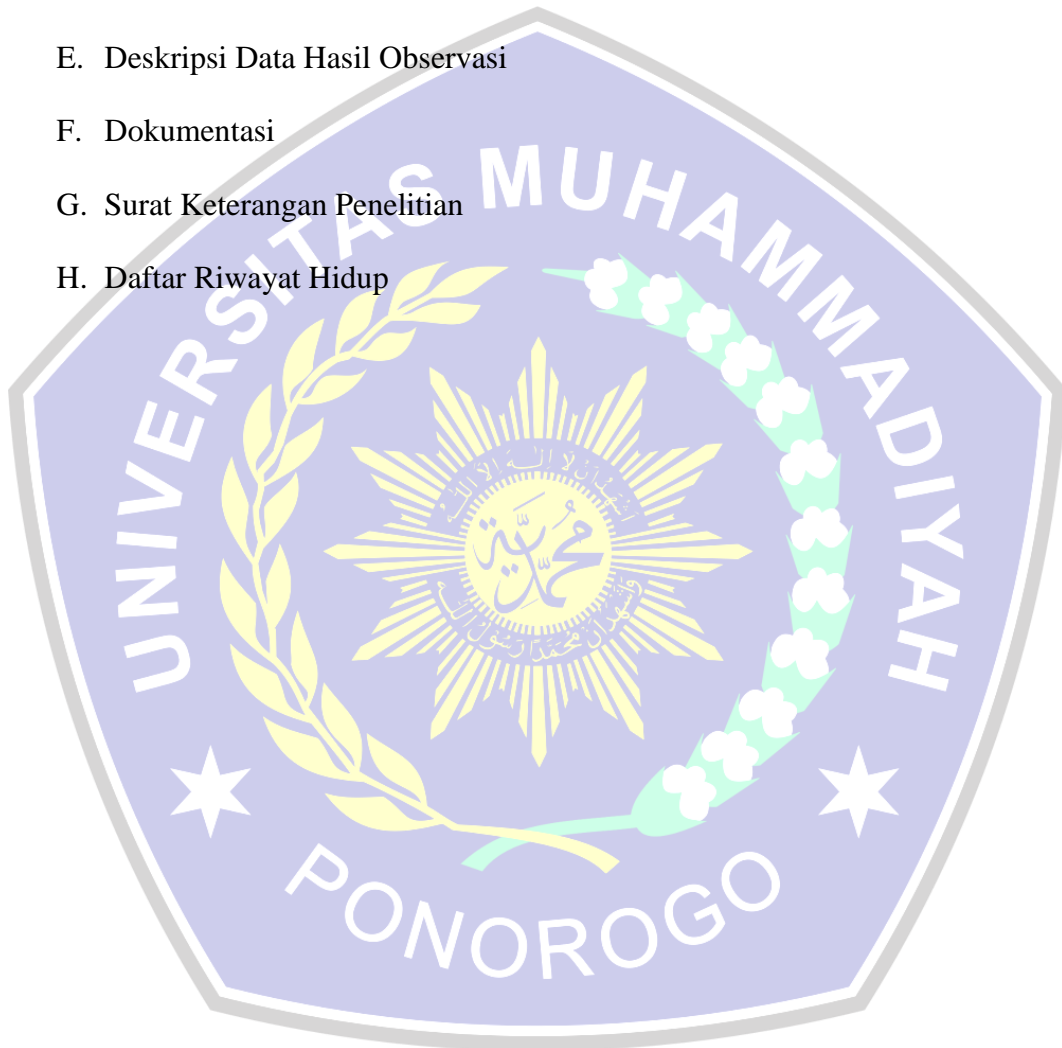 E. Deskripsi Data Hasil Observasi
F. Dokumentasi
G. Surat Keterangan Penelitian
H. Daftar Riwayat Hidup
UNIVERSITAS MUHAMMADIYAH
PONOROGO
محمدية